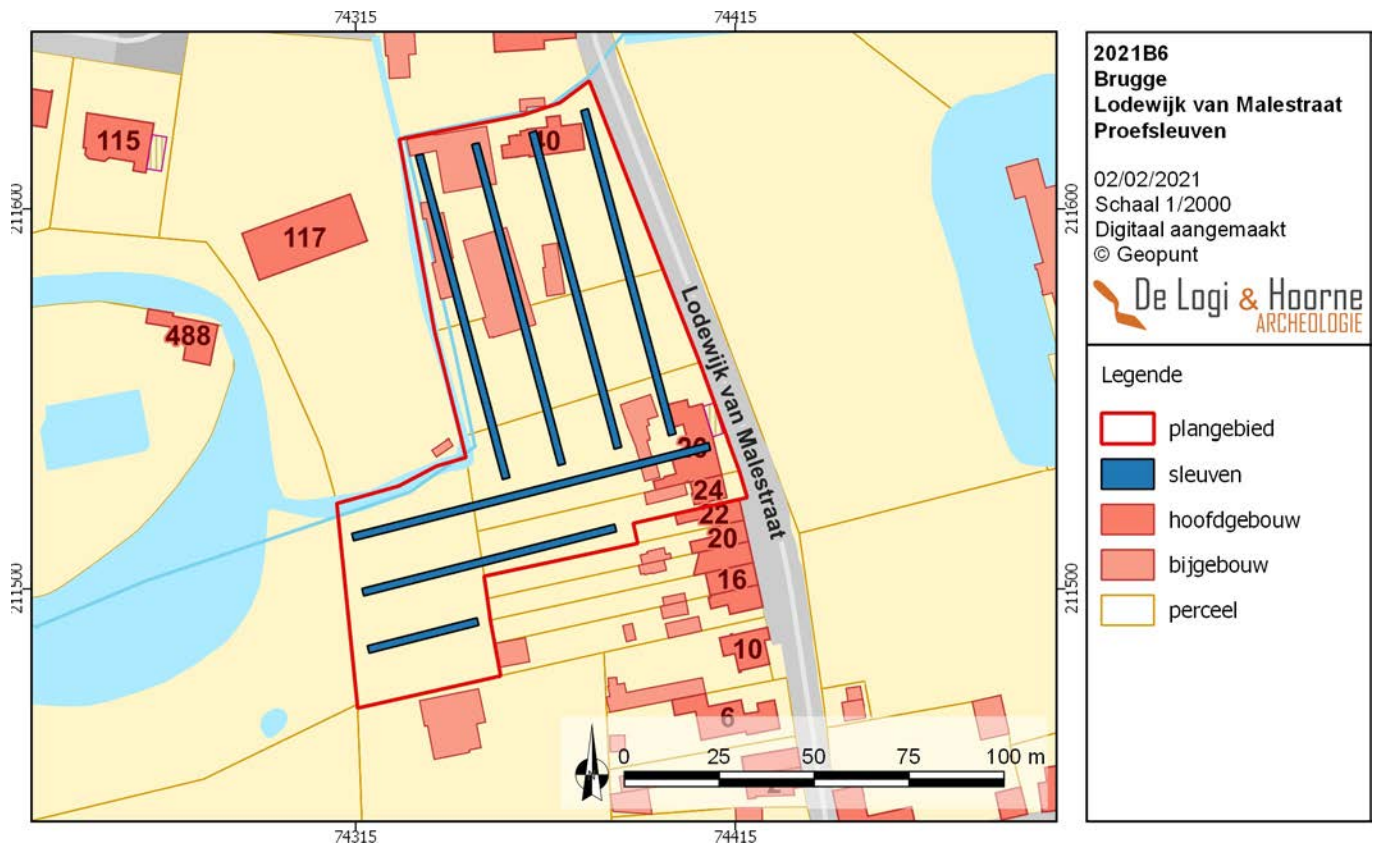 74315
74415
211600
211600
211500
211500
115
117
488
40
Lodewijk van Malestraat
24
22
20
16
10
6
0 25 50 75 100 m
74315
74415
2021B6
Brugge
Lodewijk van Malestraat
Proefsleuven
02/02/2021
Schaal 1/2000
Digitaal aangemaakt
© Geopunt
De Logi & Hoorne
ARCHEOLOGIE
Legende
plangebied
sleuven
hoofdgebouw
bijgebouw
perceel